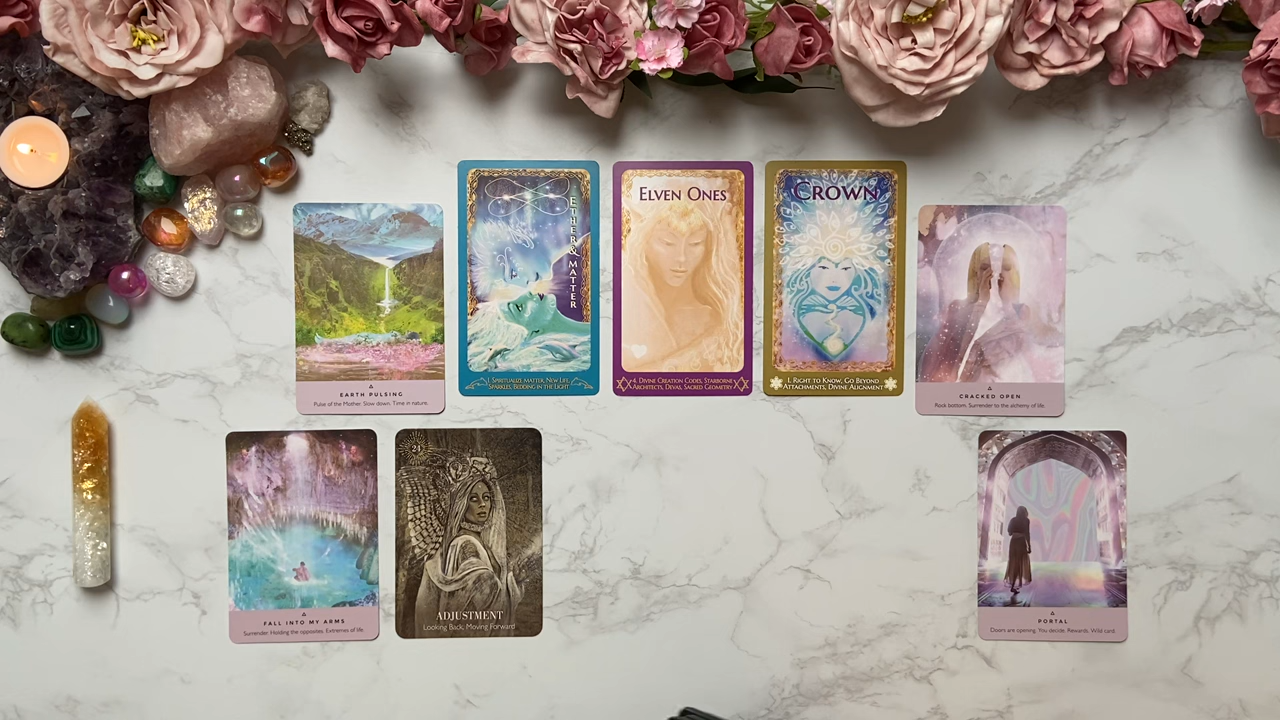 EARTH PULSING
Pulse of the Mother. Slow down. Time in nature.
ETHER & MATTER
1. Spiritualize Matter, New Life,
Sparkles, Bedding in the Light
ELVEN ONES
4. Divine Creation Codes, Starborne
Architects, Devas, Sacred Geometry
CROWN
1. Right to Know, Go Beyond
Attachments, Divine Alignment
CRACKED OPEN
Rock bottom. Surrender to the alchemy of life.
FALL INTO MY ARMS
Surrender. Holding the opposites. Extremes of life.
24
ADJUSTMENT
Looking Back, Moving Forward
PORTAL
Doors are opening. You decide. Rewards. Wild card.